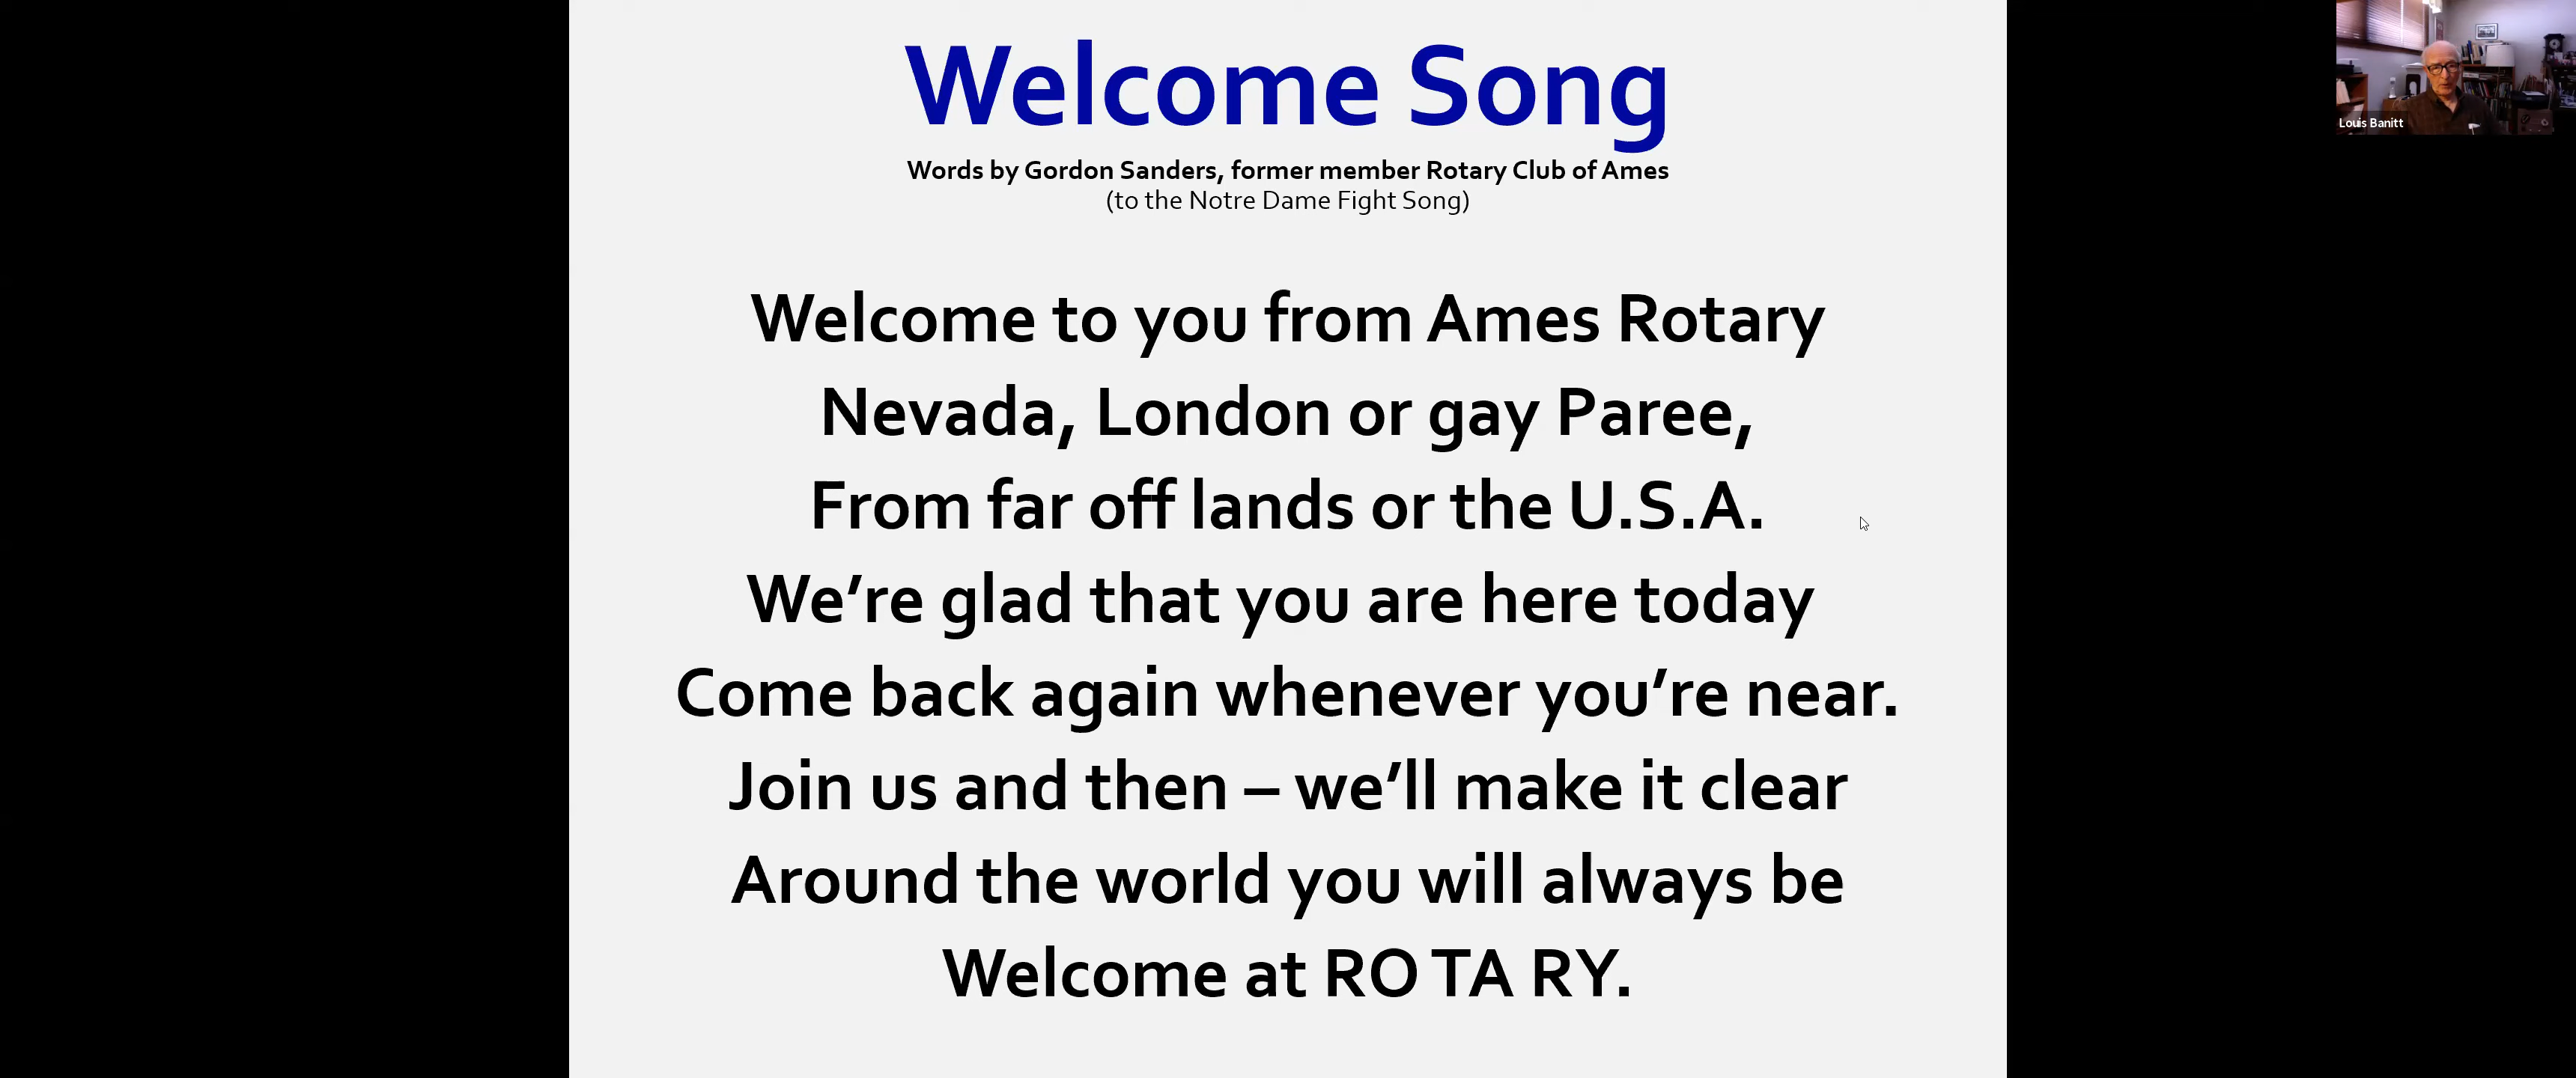 Welcome Song
Words by Gordon Sanders, former member Rotary Club of Ames
(to the Notre Dame Fight Song)
Welcome to you from Ames Rotary
Nevada, London or gay Paree,
From far off lands or the U.S.A.
We’re glad that you are here today
Come back again whenever you’re near.
Join us and then – we’ll make it clear
Around the world you will always be
Welcome at RO TA RY.
Louis Banitt